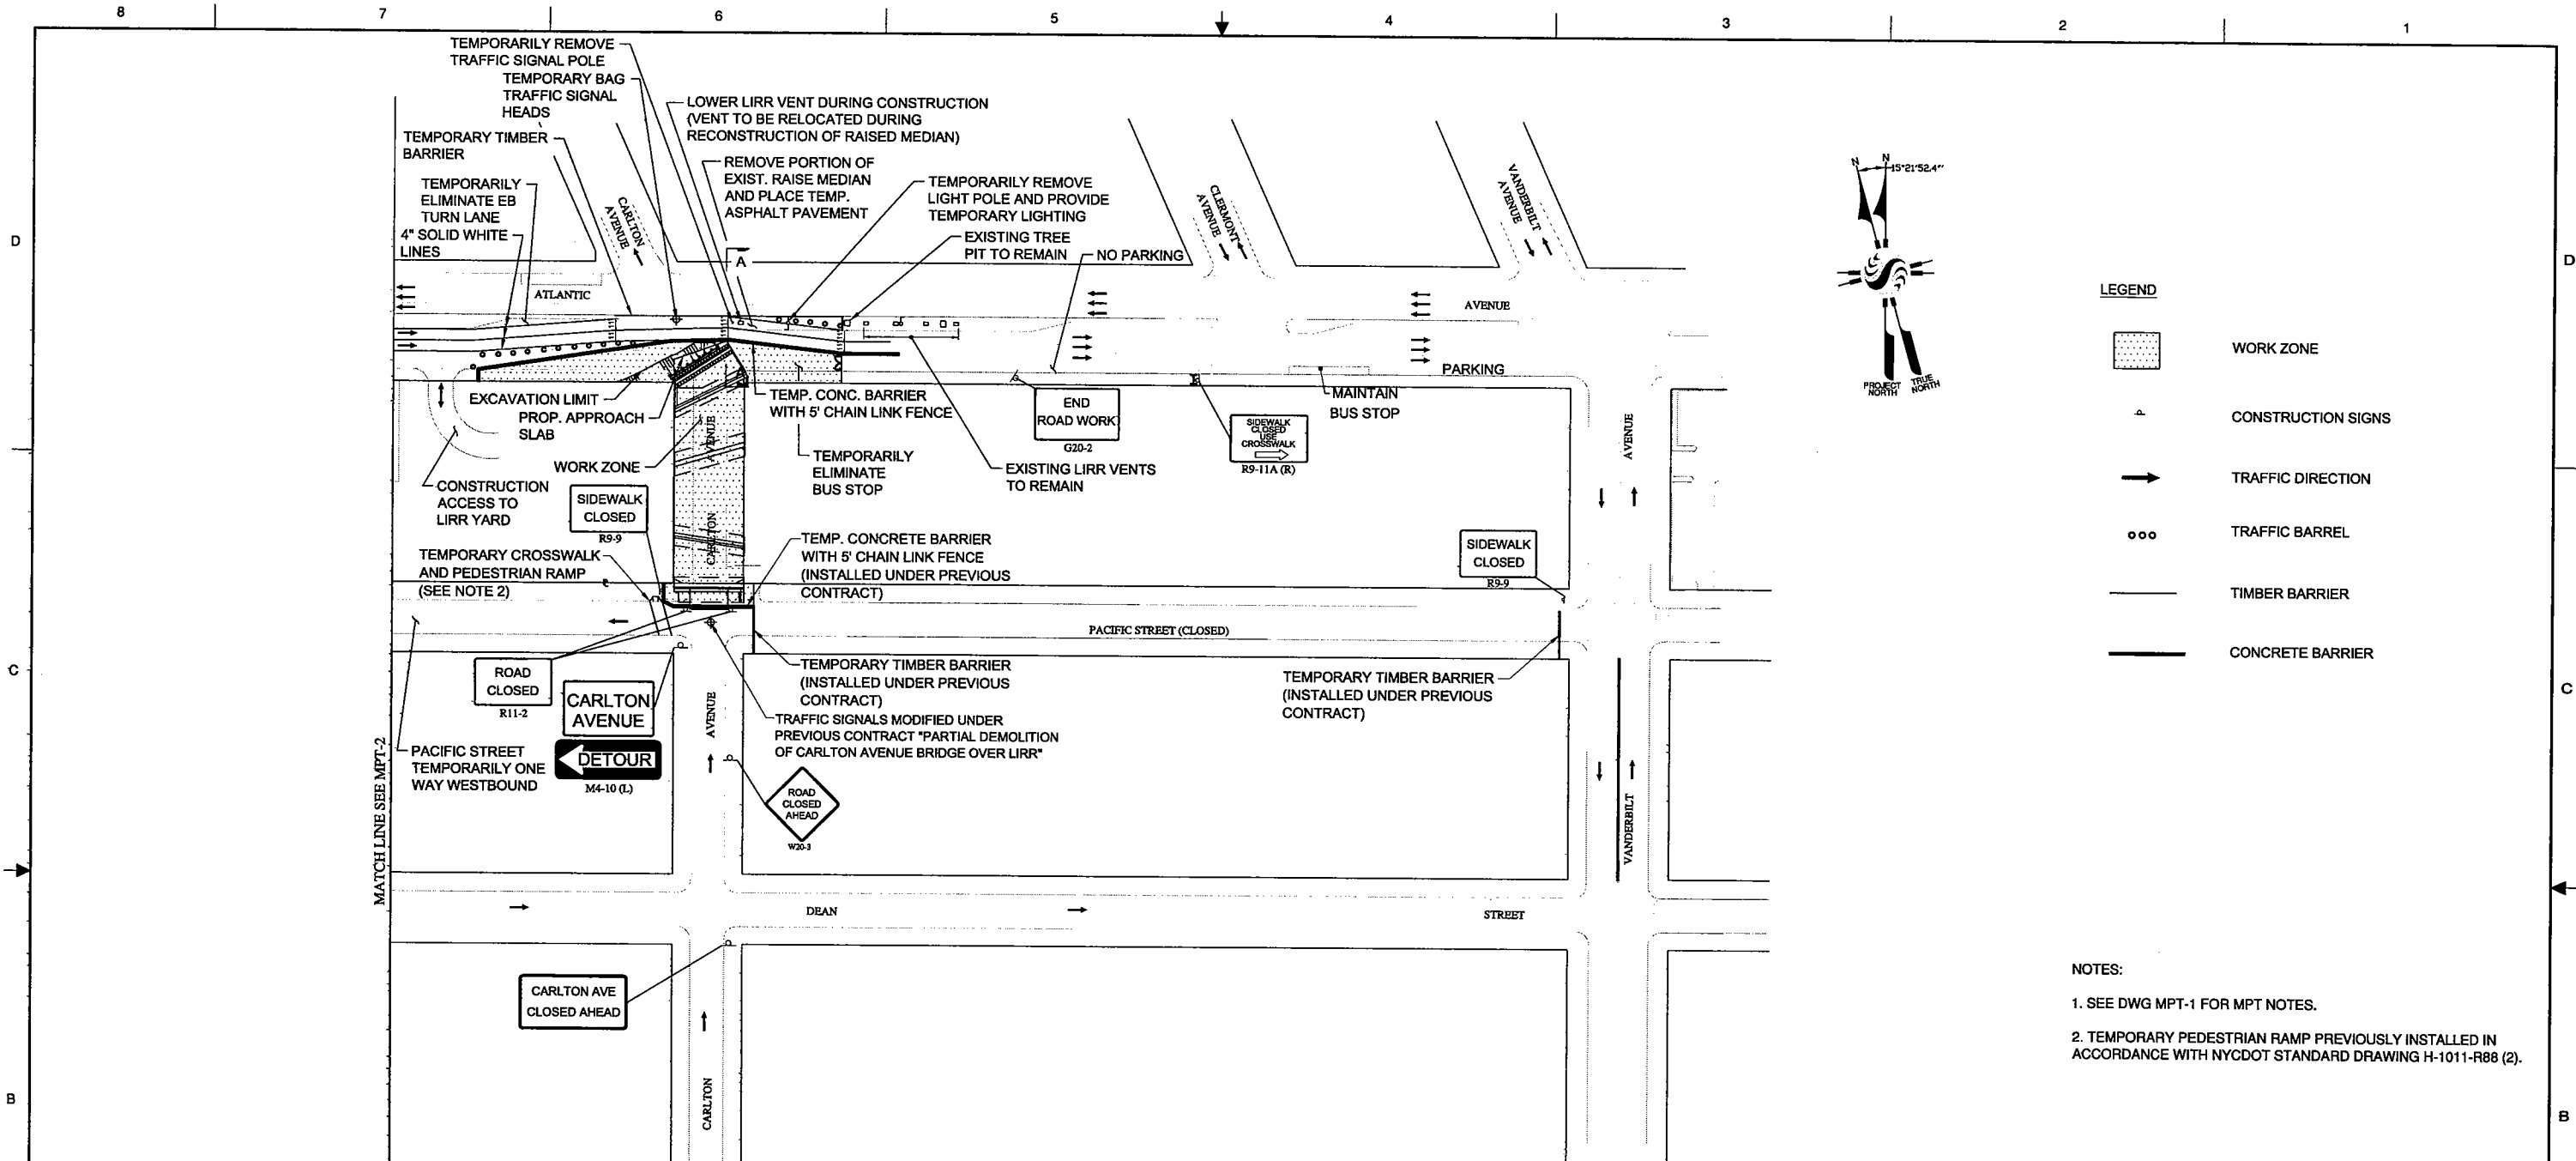 8 7 6 5 4 3 2 1
TEMPORARILY REMOVE
TRAFFIC SIGNAL POLE
TEMPORARY BAG
TRAFFIC SIGNAL
HEADS
TEMPORARY TIMBER
BARRIER
TEMPORARILY
ELIMINATE EB
TURN LANE
4" SOLID WHITE
LINES
LOWER LIRR VENT DURING CONSTRUCTION
(VENT TO BE RELOCATED DURING
RECONSTRUCTION OF RAISED MEDIAN)
REMOVE PORTION OF
EXIST. RAISE MEDIAN
AND PLACE TEMP.
ASPHALT PAVEMENT
TEMPORARILY REMOVE
LIGHT POLE AND PROVIDE
TEMPORARY LIGHTING
EXISTING TREE
PIT TO REMAIN
NO PARKING
A
CARLTON
AVENUE
CLERMONT
AVENUE
VANDERBILT
AVENUE
N N
15°21'52.4"
PROJECT
NORTH
TRUE
NORTH
D
D
ATLANTIC
AVENUE
PARKING
EXCAVATION LIMIT
PROP. APPROACH
SLAB
TEMP. CONC. BARRIER
WITH 5' CHAIN LINK FENCE
END
ROAD WORK
G20-2
SIDEWALK
CLOSED
USE
CROSSWALK
R9-11A (R)
MAINTAIN
BUS STOP
WORK ZONE
CONSTRUCTION
ACCESS TO
LIRR YARD
TEMPORARILY
ELIMINATE
BUS STOP
EXISTING LIRR VENTS
TO REMAIN
AVENUE
CARLTON
AVENUE
SIDEWALK
CLOSED
R9-9
TEMPORARY CROSSWALK
AND PEDESTRIAN RAMP
(SEE NOTE 2)
TEMP. CONCRETE BARRIER
WITH 5' CHAIN LINK FENCE
(INSTALLED UNDER PREVIOUS
CONTRACT)
SIDEWALK
CLOSED
R9-9
PACIFIC STREET (CLOSED)
C
C
ROAD
CLOSED
R11-2
CARLTON
AVENUE
DETOUR
M4-10 (L)
PACIFIC STREET
TEMPORARILY ONE
WAY WESTBOUND
TEMPORARY TIMBER BARRIER
(INSTALLED UNDER PREVIOUS
CONTRACT)
TRAFFIC SIGNALS MODIFIED UNDER
PREVIOUS CONTRACT "PARTIAL DEMOLITION
OF CARLTON AVENUE BRIDGE OVER LIRR"
AVENUE
ROAD
CLOSED
AHEAD
W20-3
TEMPORARY TIMBER BARRIER
(INSTALLED UNDER PREVIOUS
CONTRACT)
VANDERBILT
MATCH LINE SEE MPT-2
DEAN
STREET
CARLTON AVE
CLOSED AHEAD
CARLTON
B
B
LEGEND
WORK ZONE
CONSTRUCTION SIGNS
TRAFFIC DIRECTION
TRAFFIC BARREL
TIMBER BARRIER
CONCRETE BARRIER
NOTES:
1. SEE DWG MPT-1 FOR MPT NOTES.
2. TEMPORARY PEDESTRIAN RAMP PREVIOUSLY INSTALLED IN
ACCORDANCE WITH NYCDOT STANDARD DRAWING H-1011-R88 (2).